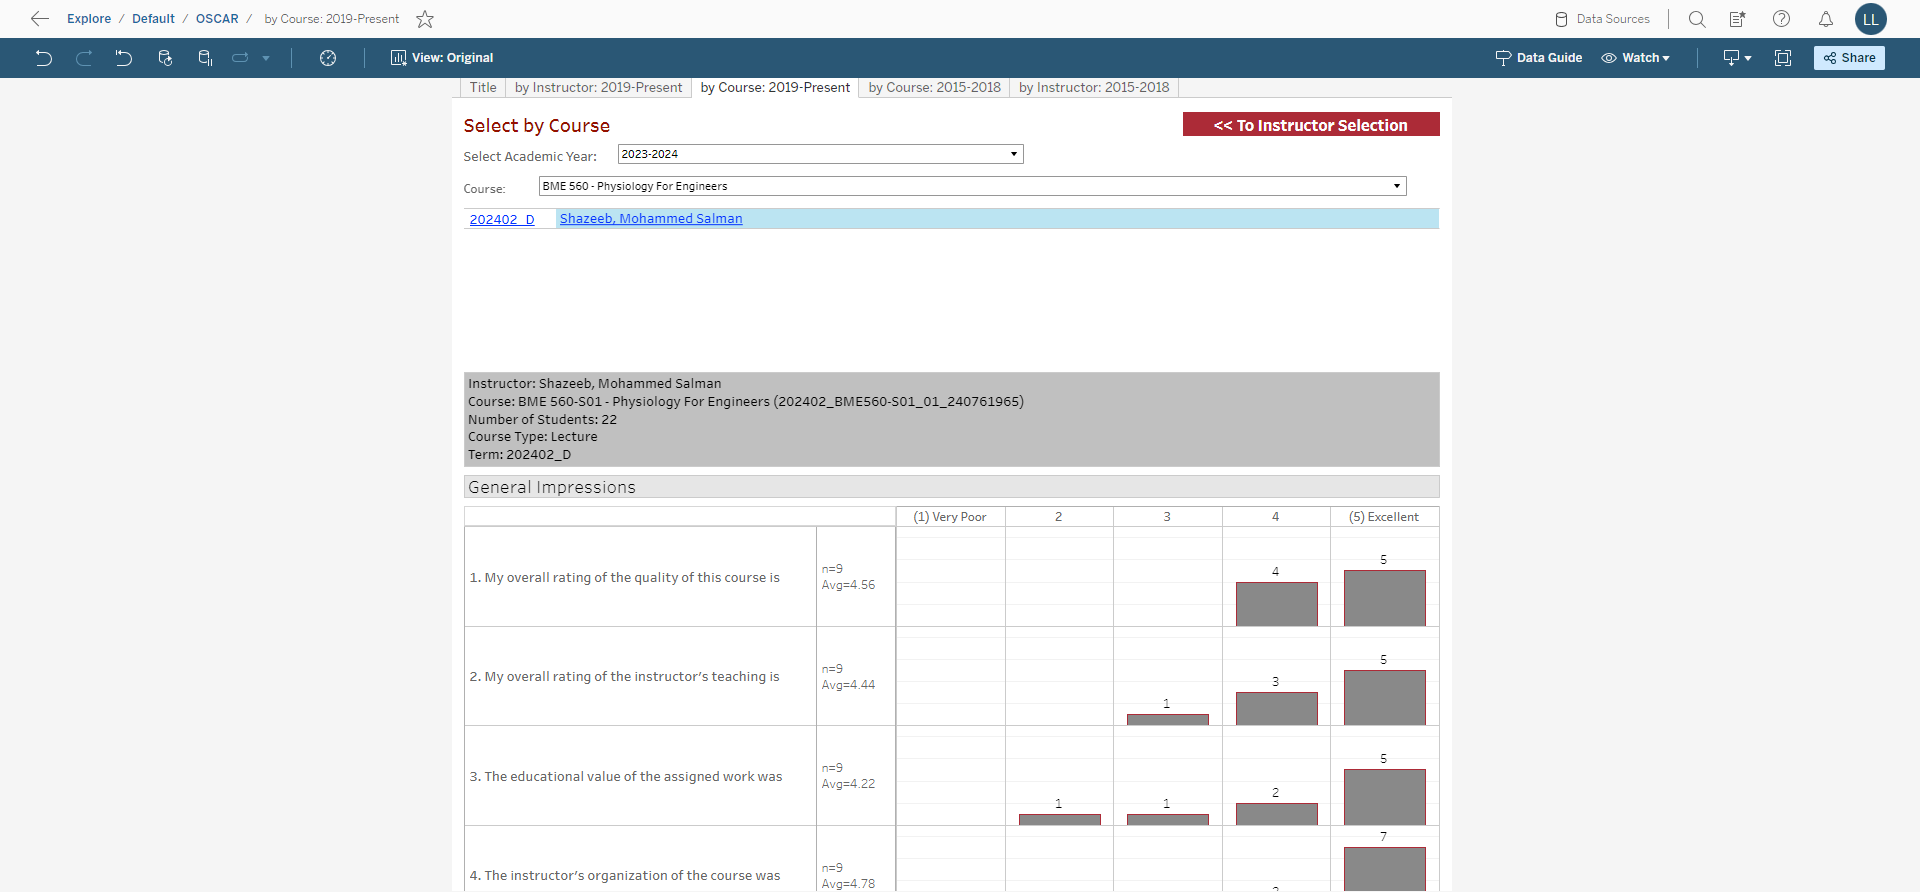 Explore / Default / OSCAR / by Course: 2019-Present
Data Sources
LL
View: Original
Data Guide
Watch
Share
Title
by Instructor: 2019-Present
by Course: 2019-Present
by Course: 2015-2018
by Instructor: 2015-2018
Select by Course
<< To Instructor Selection
Select Academic Year:
2023-2024
Course:
BME 560 - Physiology For Engineers
202402_D
Shazeeb, Mohammed Salman
Instructor: Shazeeb, Mohammed Salman
Course: BME 560-S01 - Physiology For Engineers (202402_BME560-S01_01_240761965)
Number of Students: 22
Course Type: Lecture
Term: 202402_D
General Impressions
(1) Very Poor 2 3 4 (5) Excellent
1. My overall rating of the quality of this course is
n=9
Avg=4.56
4 5
2. My overall rating of the instructor's teaching is
n=9
Avg=4.44
1 3 5
3. The educational value of the assigned work was
n=9
Avg=4.22
1 1 2 5
4. The instructor's organization of the course was
n=9
Avg=4.78
7